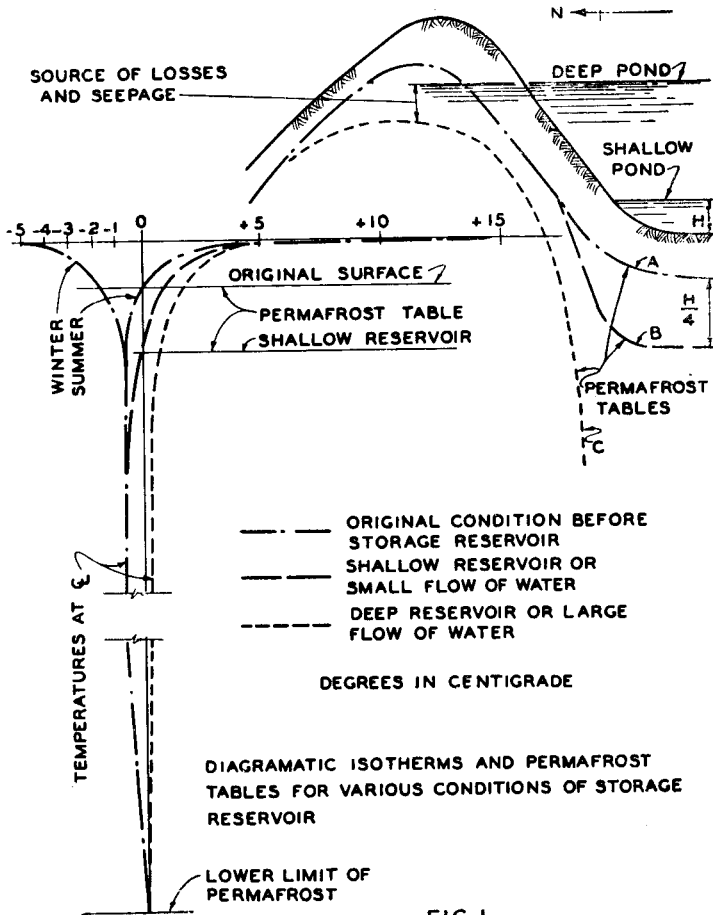 N
SOURCE OF LOSSES
AND SEEPAGE
DEEP POND
SHALLOW
POND
H
-5 -4 -3 -2 -1 0 +5 +10 +15
ORIGINAL SURFACE
PERMAFROST TABLE
SHALLOW RESERVOIR
WINTER
SUMMER
A
H
4
B
PERMAFROST
TABLES
C
ORIGINAL CONDITION BEFORE
STORAGE RESERVOIR
SHALLOW RESERVOIR OR
SMALL FLOW OF WATER
DEEP RESERVOIR OR LARGE
FLOW OF WATER
TEMPERATURES AT ℄
DEGREES IN CENTIGRADE
DIAGRAMATIC ISOTHERMS AND PERMAFROST
TABLES FOR VARIOUS CONDITIONS OF STORAGE
RESERVOIR
LOWER LIMIT OF
PERMAFROST